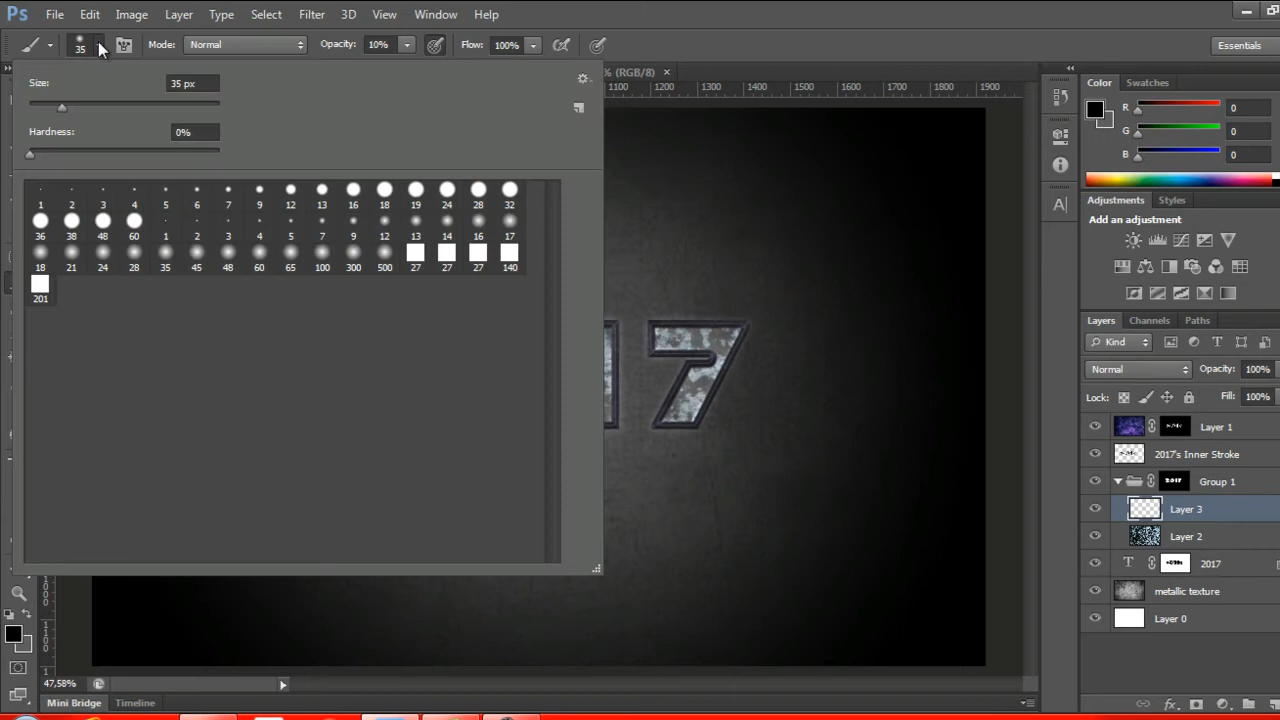 Ps File Edit Image Layer Type Select Filter 3D View Window Help
35 Mode: Normal Opacity: 10% Flow: 100% Essentials
Size: 35 px
Hardness: 0%
1 2 3 4 5 6 7 9 12 13 16 18 19 24 28 32
36 38 48 60 1 2 3 4 5 7 9 12 13 14 16 17
18 21 24 28 35 45 48 60 65 100 300 500 27 27 27 140
201
% (RGB/8) ×
1100 1200 1300 1400 1500 1600 1700 1800 1900
17
Color Swatches
R 0
G 0
B 0
Adjustments Styles
Add an adjustment
Layers Channels Paths
Kind
Normal Opacity: 100%
Lock: Fill: 100%
Layer 1
2017's Inner Stroke
Group 1
Layer 3
Layer 2
T 2017
metallic texture
Layer 0
47,58%
Mini Bridge Timeline